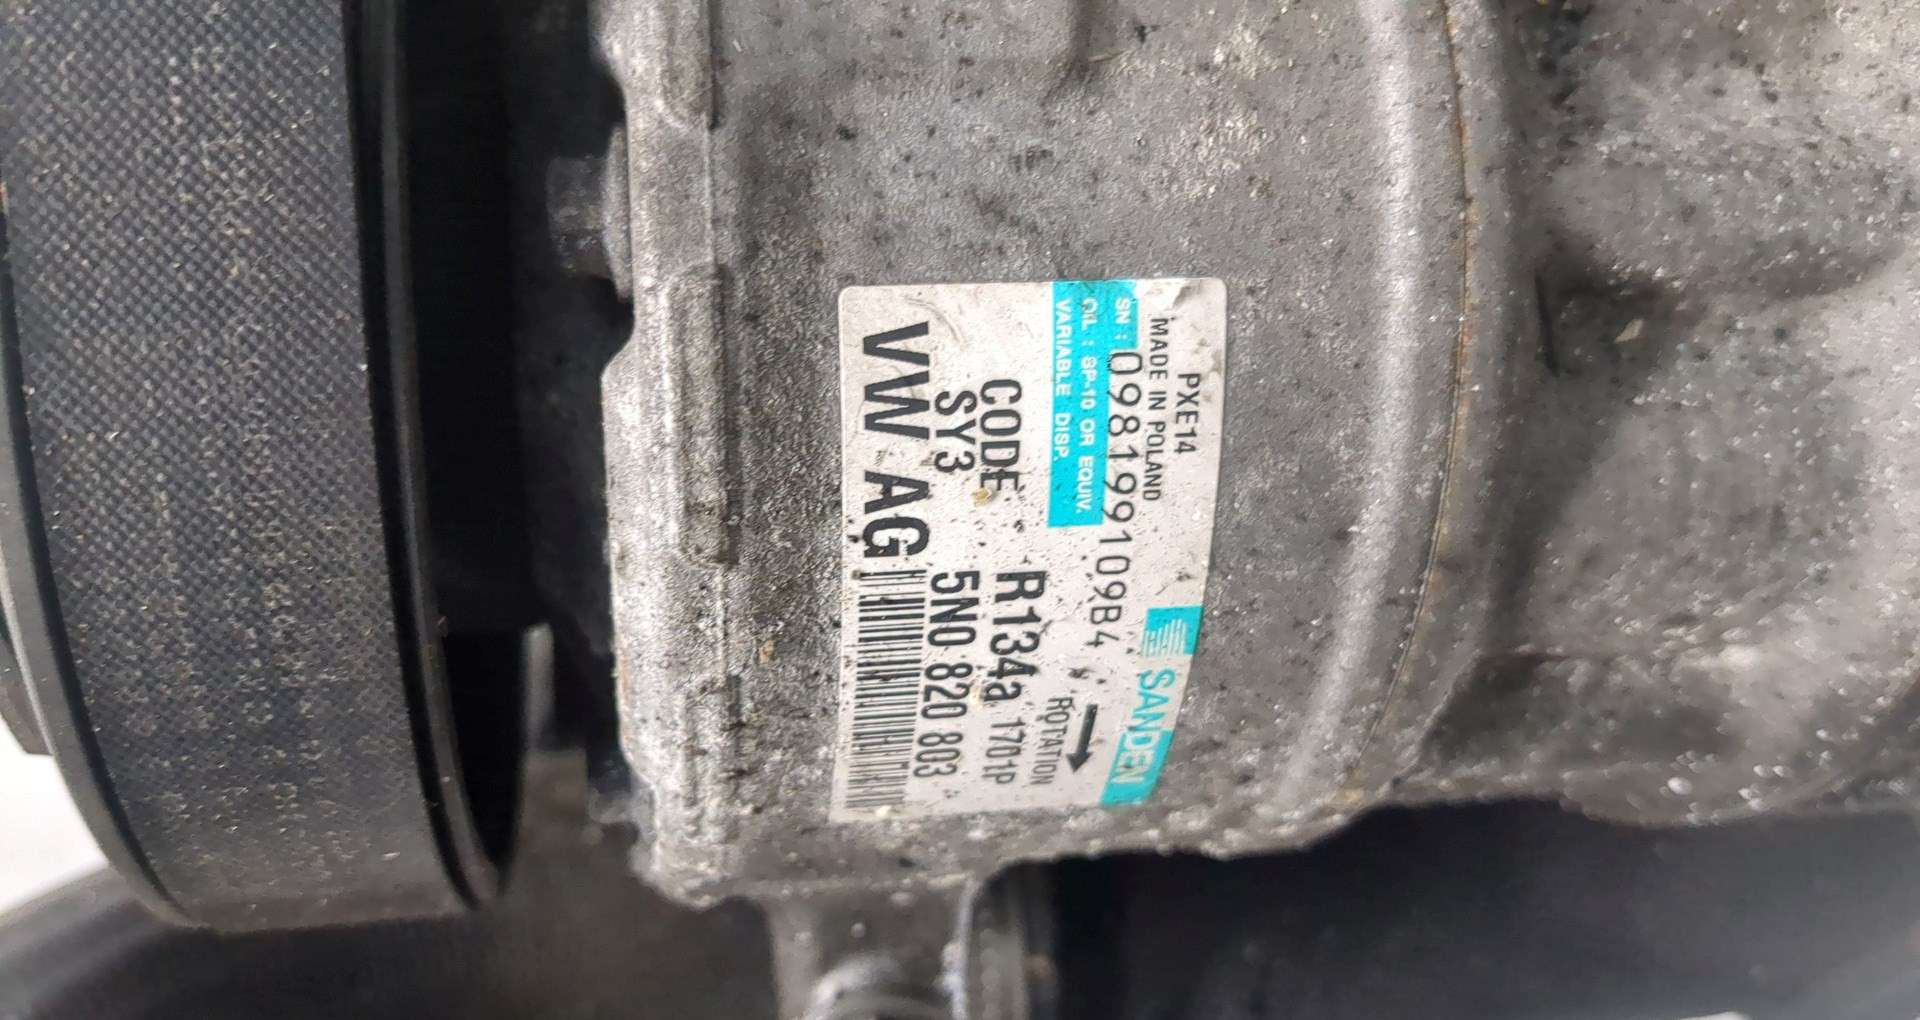 PXE14
MADE IN POLAND
SANDEN
SN: 098199109B4
OIL : SP-10 OR EQUIV.
VARIABLE DISP.
ROTATION
CODE R134a 1701P
SY3 5N0 820 803
VW AG